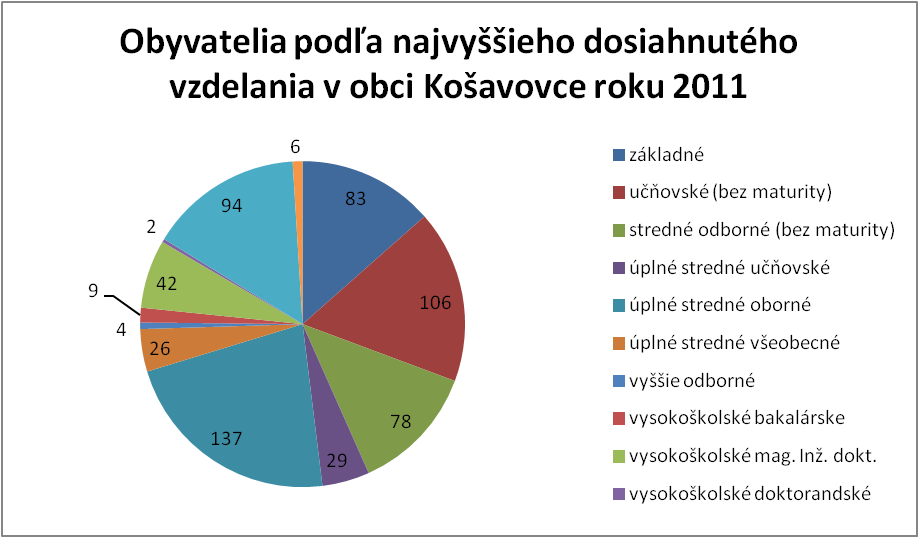 Obyvatelia podľa najvyššieho dosiahnutého
vzdelania v obci Košavovce roku 2011
6
83
94
2
106
42
9
4
26
78
137
29
základné
učňovské (bez maturity)
stredné odborné (bez maturity)
úplné stredné učňovské
úplné stredné oborné
úplné stredné všeobecné
vyššie odborné
vysokoškolské bakalárske
vysokoškolské mag. Inž. dokt.
vysokoškolské doktorandské